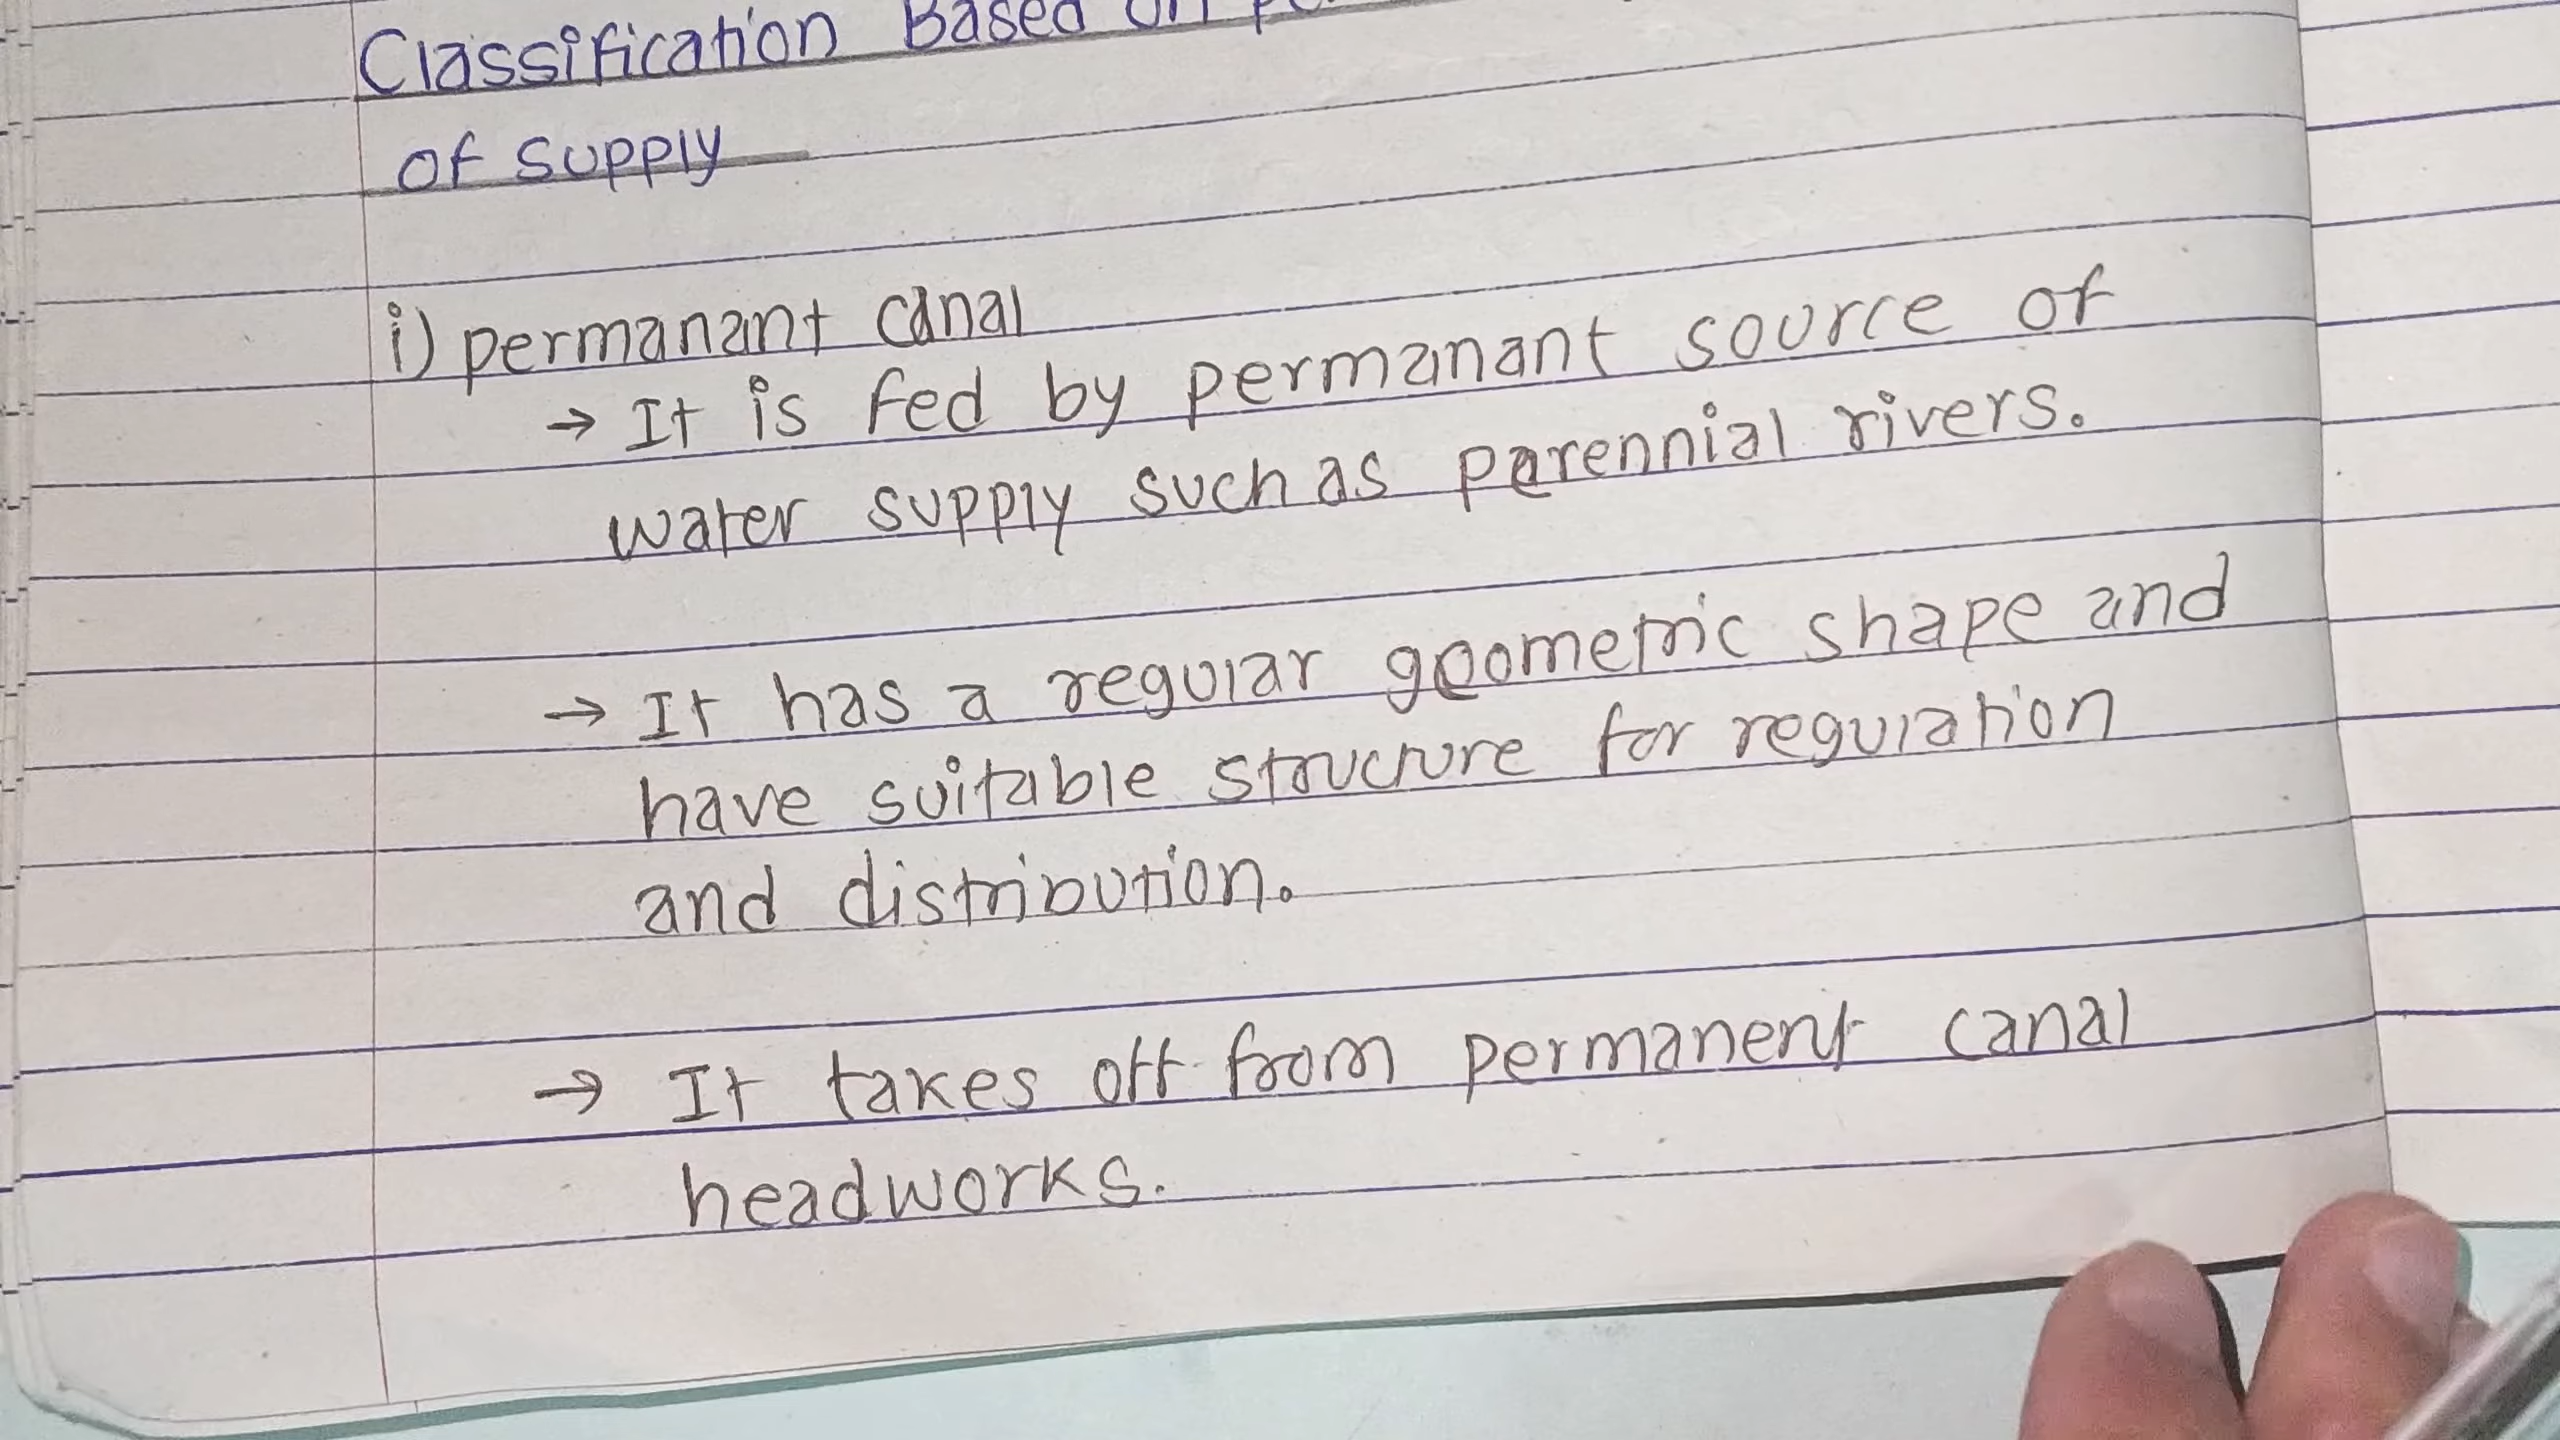 Classification Based on
of supply
i) permanant canal
→ It is fed by permanant source of
water supply such as perennial rivers.
→ It has a regular geometric shape and
have suitable structure for regulation
and distribution.
→ It takes off from permanent canal
headworks.